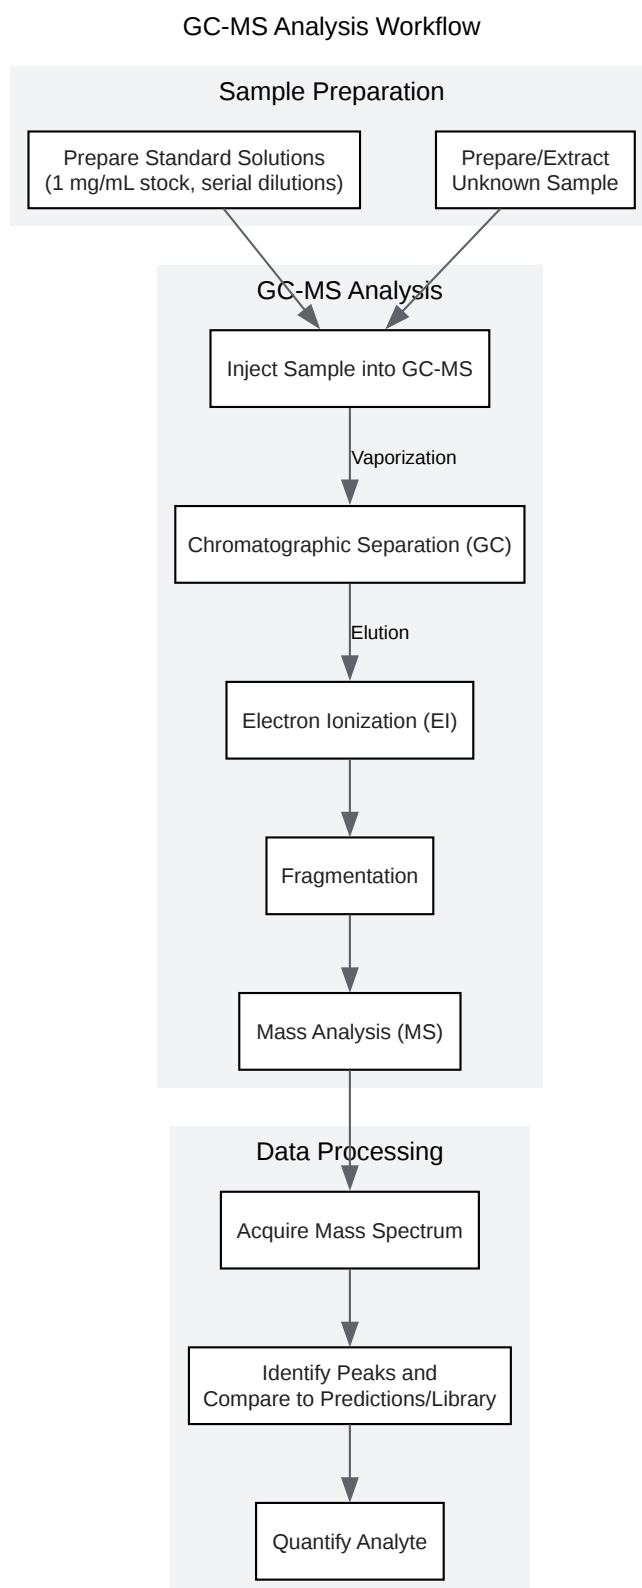 GC-MS Analysis Workflow
Sample Preparation
Prepare Standard Solutions
(1 mg/mL stock, serial dilutions)
Prepare/Extract
Unknown Sample
GC-MS Analysis
Inject Sample into GC-MS
Vaporization
Chromatographic Separation (GC)
Elution
Electron Ionization (EI)
Fragmentation
Mass Analysis (MS)
Data Processing
Acquire Mass Spectrum
Identify Peaks and
Compare to Predictions/Library
Quantify Analyte